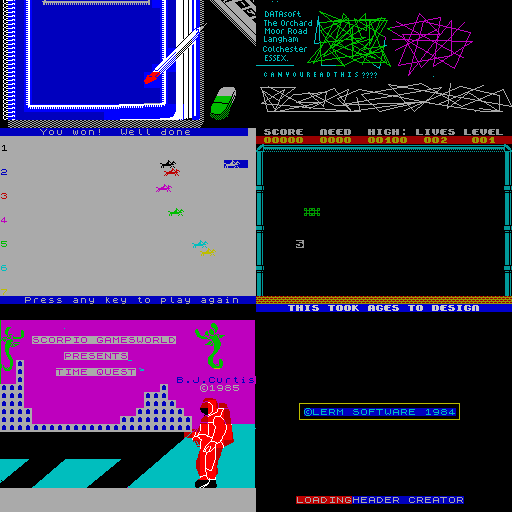 DATAsoft
The Orchard
Moor Road
Langham
Colchester
ESSEX.
CANYOUREADTHIS ????
You won! Well done
1
2
3
4
5
6
Press any key to play again
SCORE NEED HIGH: LIVES LEVEL
00000 0000 00100 002 001
THIS TOOK AGES TO DESIGN
SCORPIO GAMESWORLD
PRESENTS
TIME QUEST
B.J.Curtis
©1985
©LERM SOFTWARE 1984
LOADING HEADER CREATOR